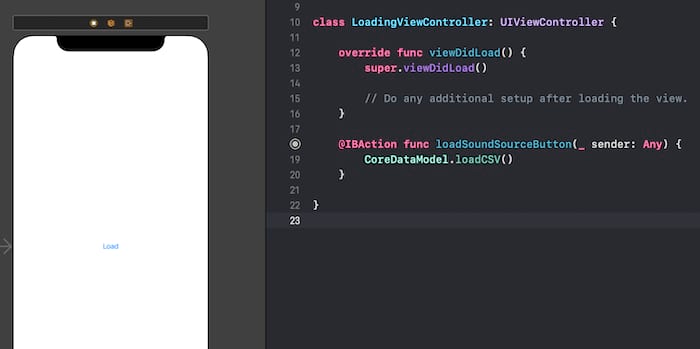 Load
9
10 class LoadingViewController: UIViewController {
11
12 override func viewDidLoad() {
13 super.viewDidLoad()
14
15 // Do any additional setup after loading the view.
16 }
17
@IBAction func loadSoundSourceButton(_ sender: Any) {
19 CoreDataModel.loadCSV()
20 }
21
22 }
23